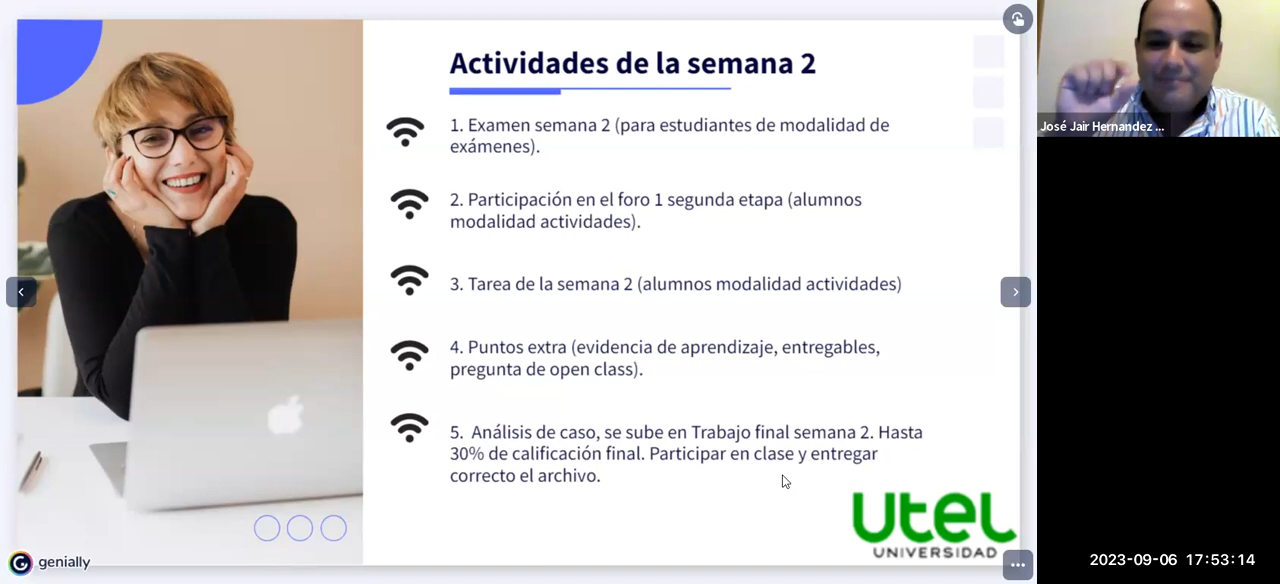 Actividades de la semana 2
1. Examen semana 2 (para estudiantes de modalidad de
exámenes).
2. Participación en el foro 1 segunda etapa (alumnos
modalidad actividades).
3. Tarea de la semana 2 (alumnos modalidad actividades)
4. Puntos extra (evidencia de aprendizaje, entregables,
pregunta de open class).
5. Análisis de caso, se sube en Trabajo final semana 2. Hasta
30% de calificación final. Participar en clase y entregar
correcto el archivo.
utel
UNIVERSIDAD
genially
José Jair Hernandez ...
2023-09-06 17:53:14